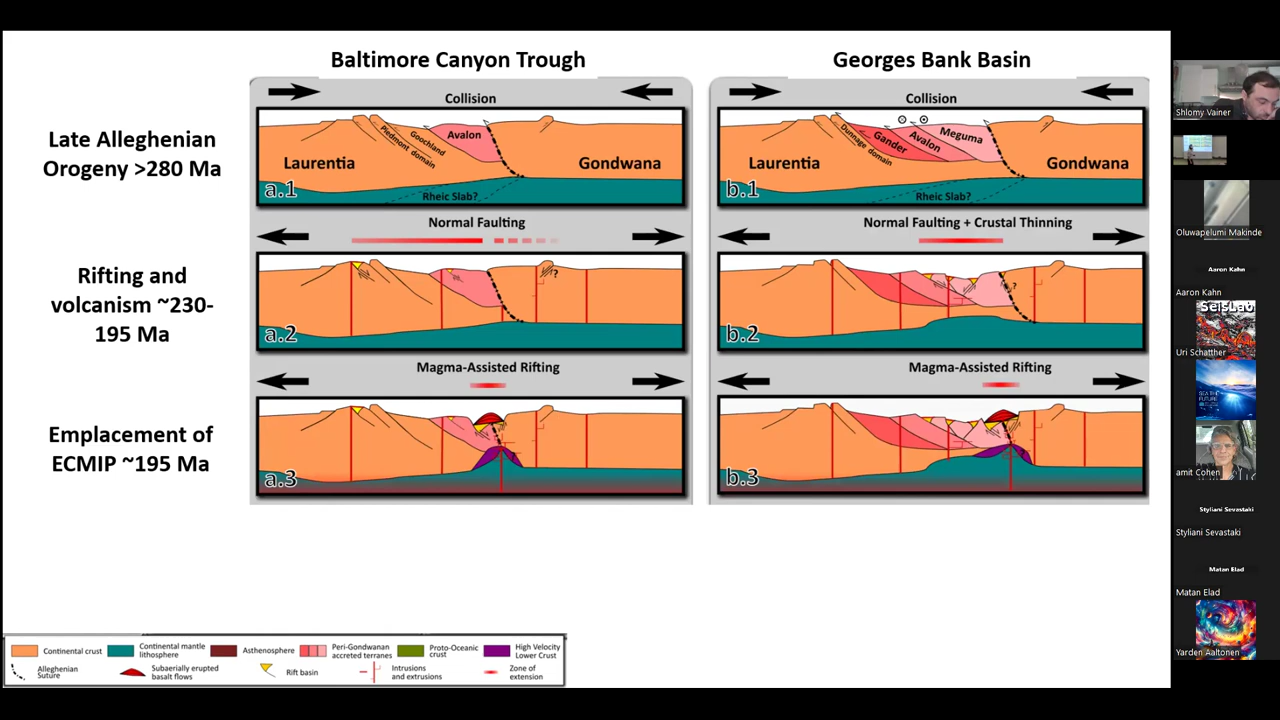 Baltimore Canyon Trough
Georges Bank Basin
Late Alleghenian
Orogeny >280 Ma
Collision
Laurentia
Piedmont domain
Goochland
Avalon
Gondwana
Rheic Slab?
a.1
Collision
Laurentia
Dunnage domain
Gander
Avalon
Meguma
Gondwana
Rheic Slab?
b.1
Rifting and
volcanism ~230-
195 Ma
Normal Faulting
?
a.2
Normal Faulting + Crustal Thinning
?
b.2
Emplacement of
ECMIP ~195 Ma
Magma-Assisted Rifting
a.3
Magma-Assisted Rifting
b.3
Continental crust
Continental mantle
lithosphere
Asthenosphere
Peri-Gondwanan
accreted terranes
Proto-Oceanic
crust
High Velocity
Lower Crust
Alleghenian
Suture
Subaerially erupted
basalt flows
Rift basin
Intrusions
and extrusions
Zone of
extension
Shlomy Vainer
Oluwapelumi Makinde
Aaron Kahn
Aaron Kahn
SeisLab
Uri Schattner
amit Cohen
Styliani Sevastaki
Styliani Sevastaki
Matan Elad
Matan Elad
Yarden Aaltonen